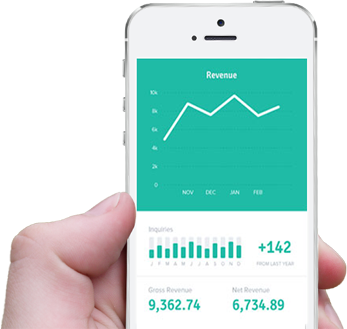 Revenue
10k
8k
6k
4k
2k
0
NOV DEC JAN FEB
Inquiries
J F M A M J J A S O N D
+142
FROM LAST YEAR
Gross Revenue Net Revenue
9,362.74 6,734.89